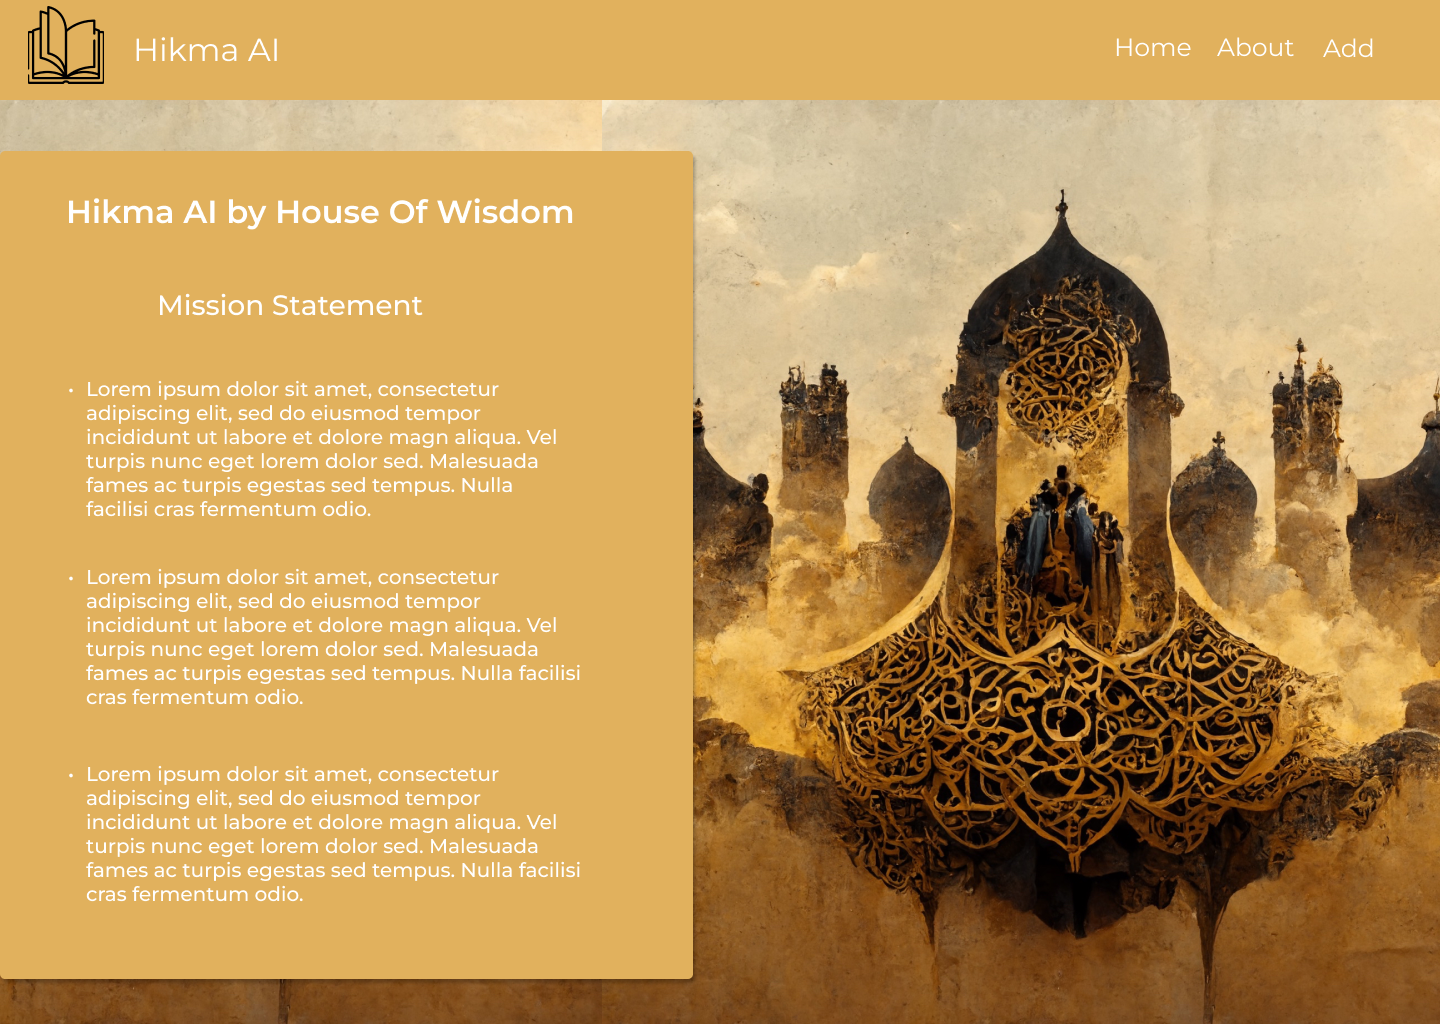 Hikma AI
Home About Add
Hikma AI by House Of Wisdom
Mission Statement
• Lorem ipsum dolor sit amet, consectetur
adipiscing elit, sed do eiusmod tempor
incididunt ut labore et dolore magn aliqua. Vel
turpis nunc eget lorem dolor sed. Malesuada
fames ac turpis egestas sed tempus. Nulla
facilisi cras fermentum odio.
• Lorem ipsum dolor sit amet, consectetur
adipiscing elit, sed do eiusmod tempor
incididunt ut labore et dolore magn aliqua. Vel
turpis nunc eget lorem dolor sed. Malesuada
fames ac turpis egestas sed tempus. Nulla facilisi
cras fermentum odio.
• Lorem ipsum dolor sit amet, consectetur
adipiscing elit, sed do eiusmod tempor
incididunt ut labore et dolore magn aliqua. Vel
turpis nunc eget lorem dolor sed. Malesuada
fames ac turpis egestas sed tempus. Nulla facilisi
cras fermentum odio.